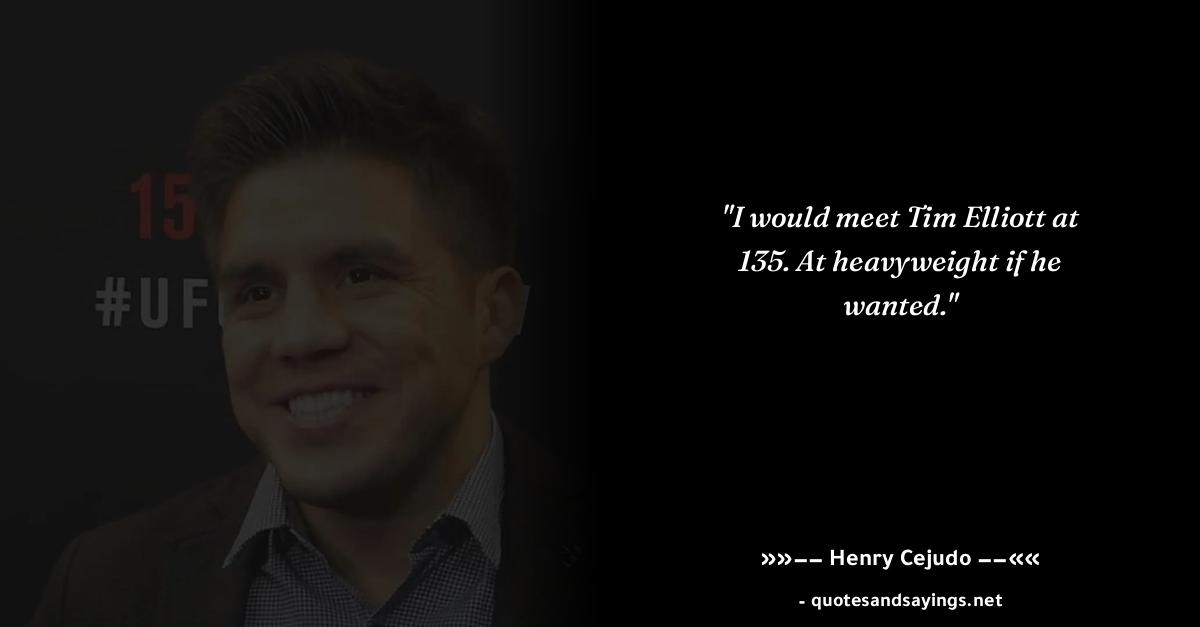 15
#UF
"I would meet Tim Elliott at
135. At heavyweight if he
wanted."
»»–– Henry Cejudo ––««
- quotesandsayings.net